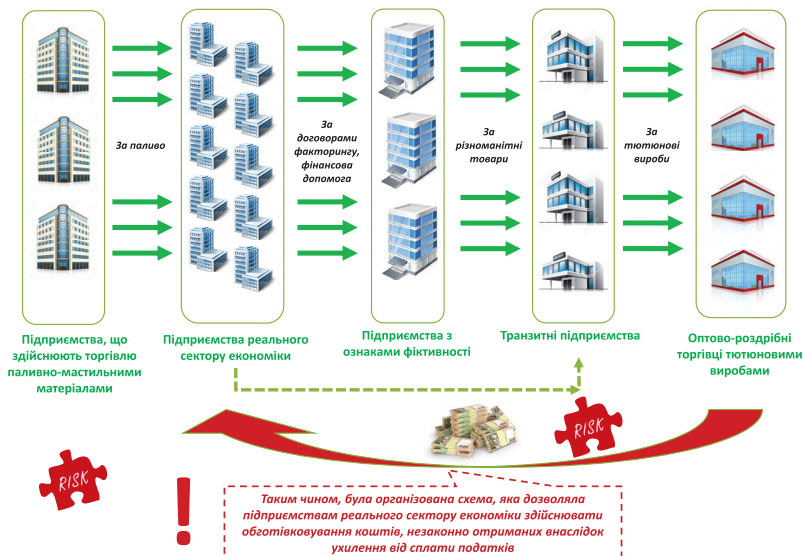 За паливо
За
договорами
факторингу,
фінансова
допомога
За
різноманітні
товари
За
тютюнові
вироби
Підприємства, що
здійснюють торгівлю
паливно-мастильними
матеріалами
Підприємства реального
сектору економіки
Підприємства з
ознаками фіктивності
Транзитні підприємства
Оптово-роздрібні
торгівці тютюновими
виробами
RISK
RISK
!
Таким чином, була організована схема, яка дозволяла
підприємствам реального сектору економіки здійснювати
обготівковування коштів, незаконно отриманих внаслідок
ухилення від сплати податків